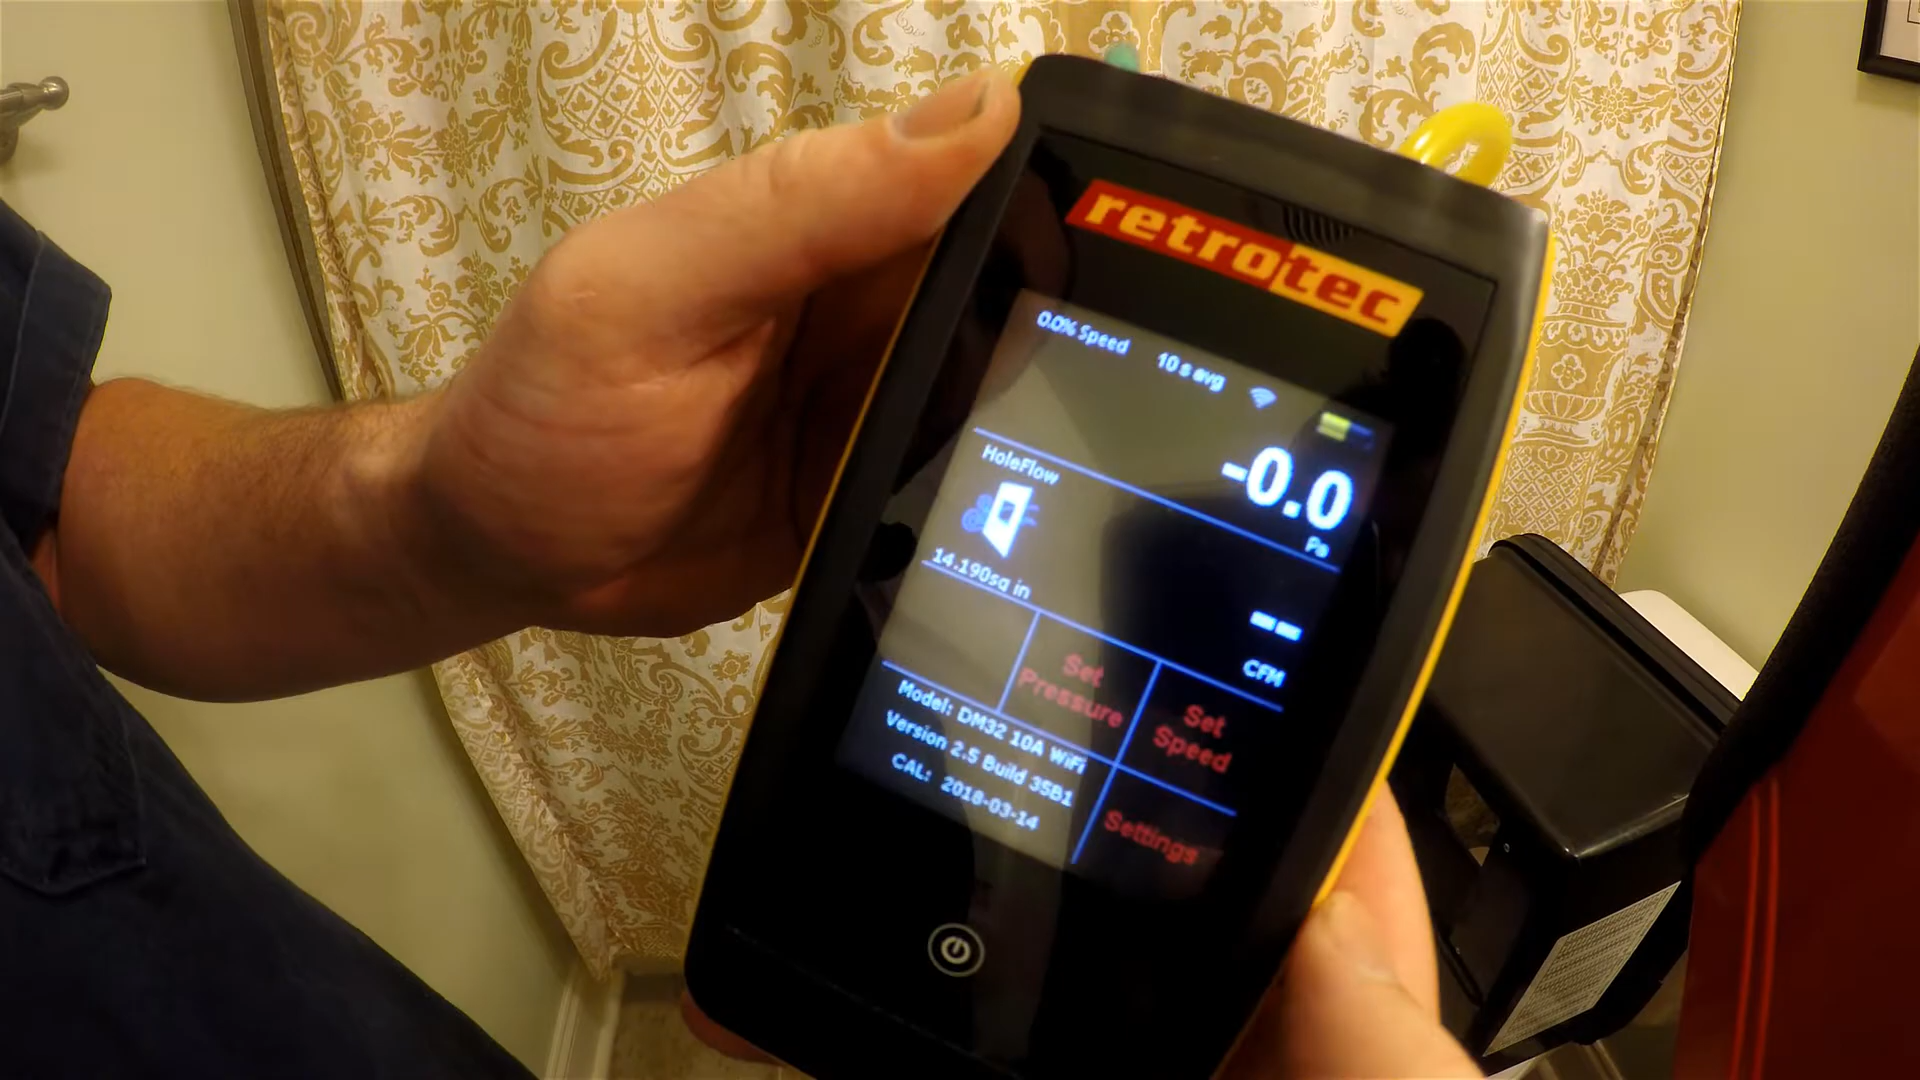 retrotec
0.0% Speed 10 s avg
-0.0
Pa
HoleFlow
14.190sq in
--
CFM
Set
Pressure
Set
Speed
Model: DM32 10A WiFi
Version 2.5 Build 35B1
CAL: 2018-03-14
Settings